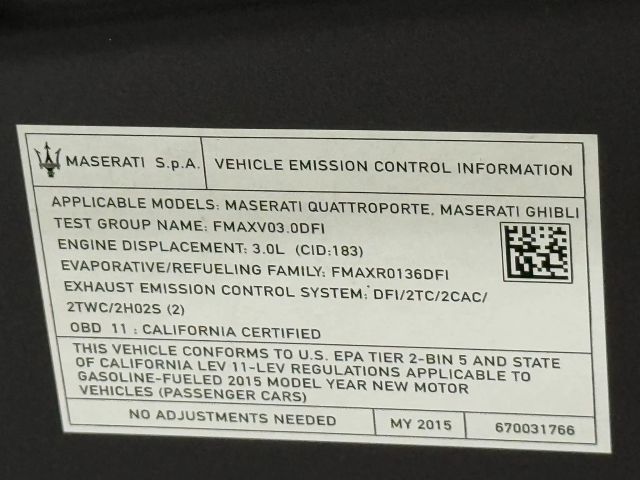 MASERATI S.p.A. VEHICLE EMISSION CONTROL INFORMATION
APPLICABLE MODELS: MASERATI QUATTROPORTE, MASERATI GHIBLI
TEST GROUP NAME: FMAXV03.0DFI
ENGINE DISPLACEMENT: 3.0L (CID:183)
EVAPORATIVE/REFUELING FAMILY: FMAXR0136DFI
EXHAUST EMISSION CONTROL SYSTEM: DFI/2TC/2CAC/
2TWC/2HO2S (2)
OBD 11 : CALIFORNIA CERTIFIED
THIS VEHICLE CONFORMS TO U.S. EPA TIER 2-BIN 5 AND STATE
OF CALIFORNIA LEV 11-LEV REGULATIONS APPLICABLE TO
GASOLINE-FUELED 2015 MODEL YEAR NEW MOTOR
VEHICLES (PASSENGER CARS)
NO ADJUSTMENTS NEEDED MY 2015 670031766